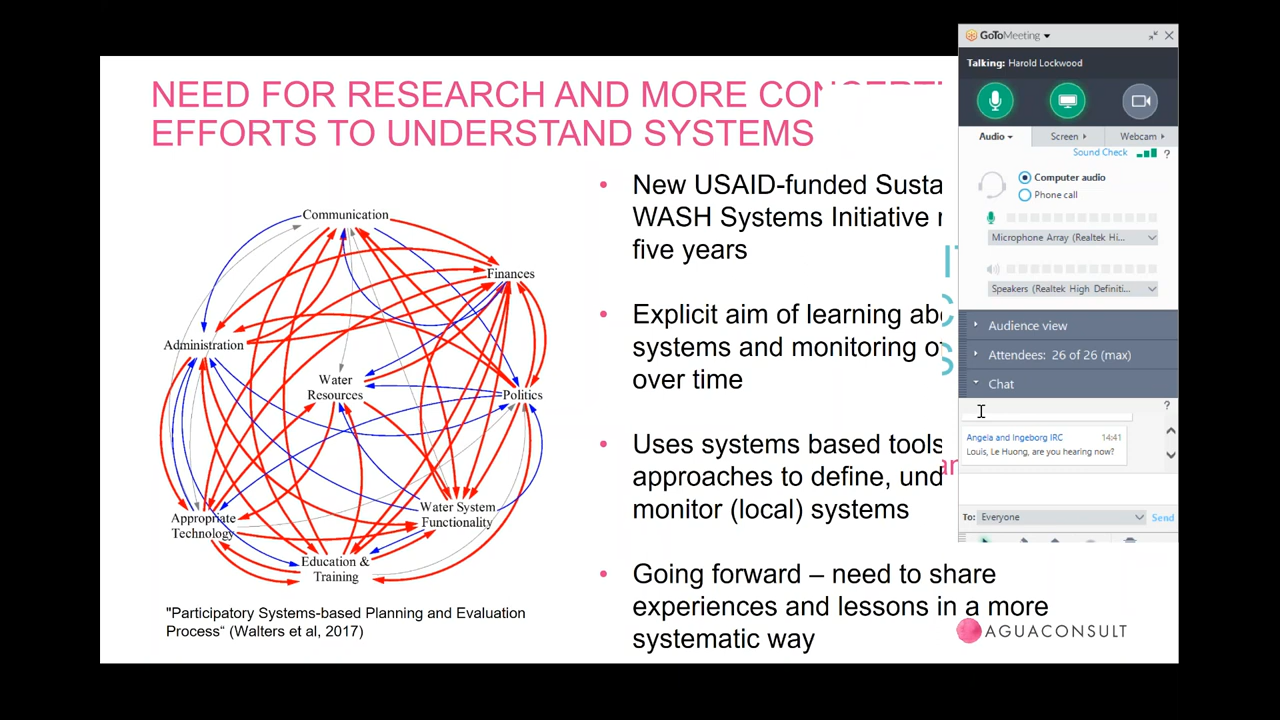 NEED FOR RESEARCH AND MORE
EFFORTS TO UNDERSTAND SYSTEMS
Communication
Finances
Administration
Water
Resources
Politics
Water System
Functionality
Appropriate
Technology
Education &
Training
"Participatory Systems-based Planning and Evaluation
Process“ (Walters et al, 2017)
• New USAID-funded
WASH Systems Initiative
five years
• Explicit aim of learning
systems and monitoring
over time
• Uses systems based tools
approaches to define,
monitor (local) systems
• Going forward – need to share
experiences and lessons in a more
systematic way
AGUACONSULT
GoToMeeting
Talking: Harold Lockwood
Audio
Screen
Webcam
Sound Check
?
Computer audio
Phone call
Microphone Array (Realtek Hi...
Speakers (Realtek High Definiti...
Audience view
Attendees: 26 of 26 (max)
Chat
?
Angela and Ingeborg IRC 14:41
Louis, Le Huong, are you hearing now?
To: Everyone
Send